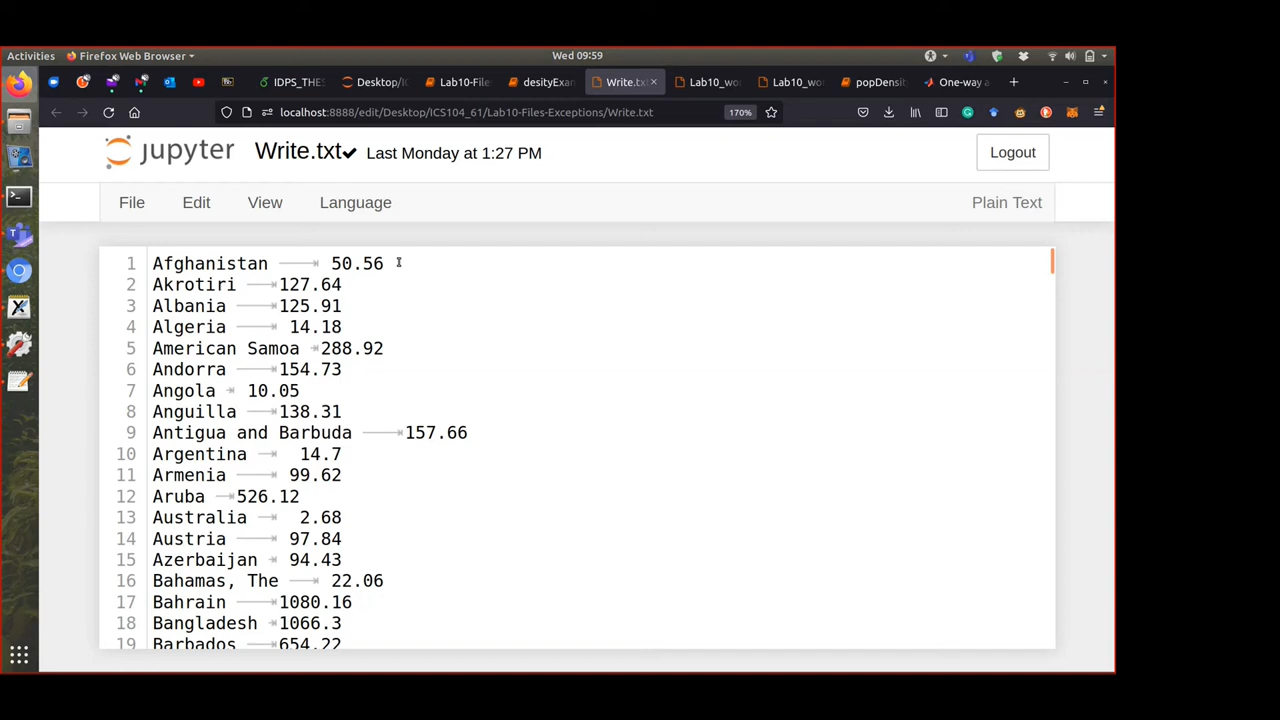 Activities Firefox Web Browser Wed 09:59
IDPS_THES Desktop/IC Lab10-File desityExan Write.txt Lab10_wo Lab10_wo popDensit One-way a
localhost:8888/edit/Desktop/ICS104_61/Lab10-Files-Exceptions/Write.txt 170%
jupyter Write.txt Last Monday at 1:27 PM Logout
File Edit View Language Plain Text
1 Afghanistan 50.56
2 Akrotiri 127.64
3 Albania 125.91
4 Algeria 14.18
5 American Samoa 288.92
6 Andorra 154.73
7 Angola 10.05
8 Anguilla 138.31
9 Antigua and Barbuda 157.66
10 Argentina 14.7
11 Armenia 99.62
12 Aruba 526.12
13 Australia 2.68
14 Austria 97.84
15 Azerbaijan 94.43
16 Bahamas, The 22.06
17 Bahrain 1080.16
18 Bangladesh 1066.3
19 Barbados 654.22